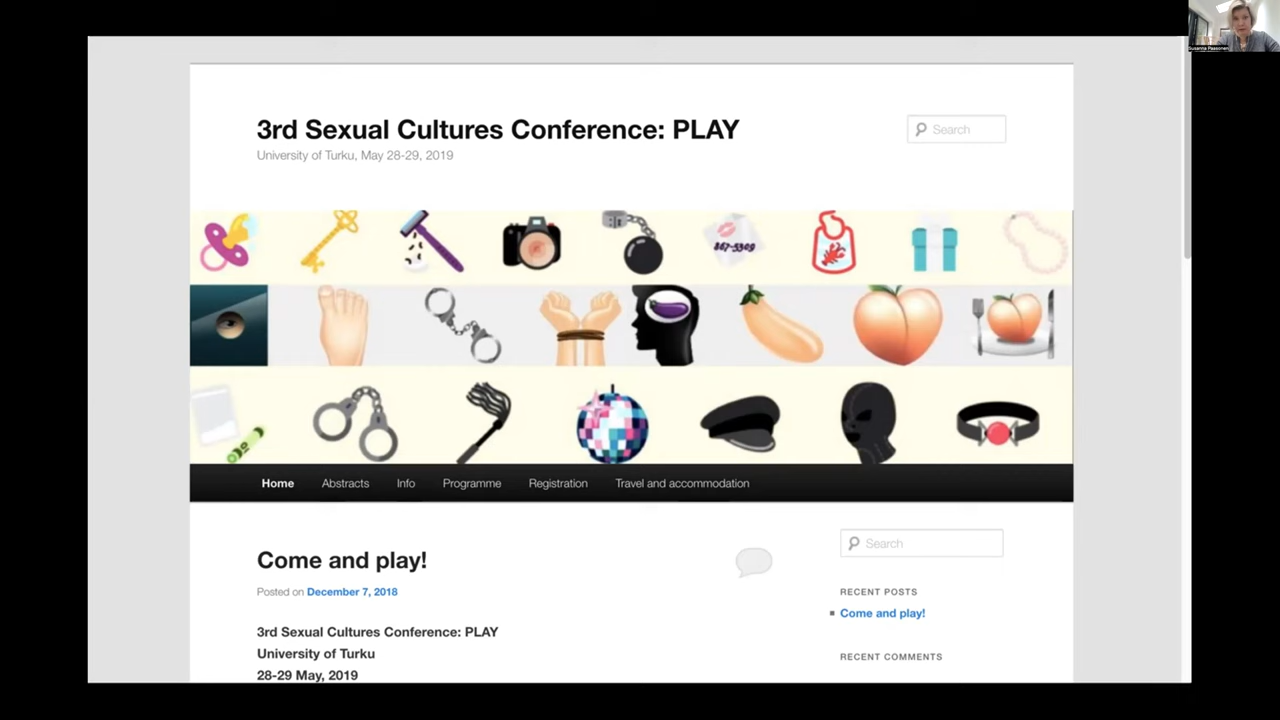 Susanna Paasonen
3rd Sexual Cultures Conference: PLAY
Search
University of Turku, May 28-29, 2019
867-5309
Home Abstracts Info Programme Registration Travel and accommodation
Come and play!
Search
Posted on December 7, 2018
RECENT POSTS
Come and play!
3rd Sexual Cultures Conference: PLAY
University of Turku
RECENT COMMENTS
28-29 May, 2019